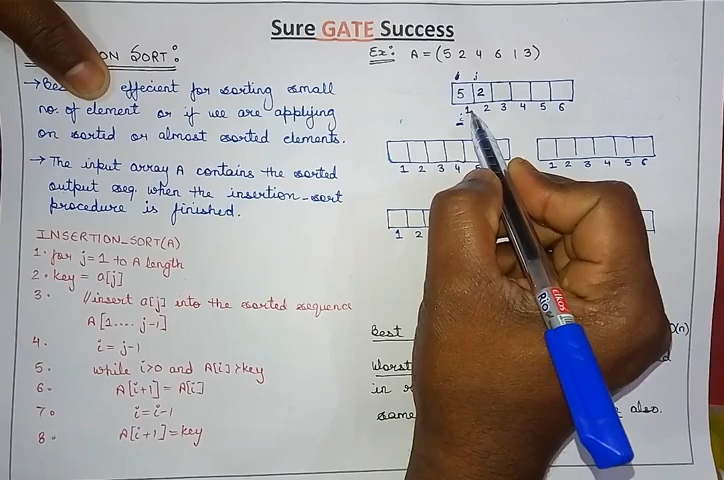 Sure GATE Success
ON SORT:
Ex: A = (5 2 4 6 1 3)
→ effecient for sorting small
no. of element or if we are applying
on sorted or almost sorted elements.
→ The input array A contains the sorted
output seq. when the insertion-sort
procedure is finished.
INSERTION_SORT(A)
1. for j=1 to A length
2. key = a[j]
3. //insert a[j] into the sorted sequence
A[1.... j-1]
4. i = j-1
5. while i>0 and A[i]>key
6. A[i+1] = A[i]
7. i = i-1
8. A[i+1] = key
i j
5 2
1 2 3 4 5 6
i
1 2 3 4
1 2 3 4 5 6
1 2
Best
O(n)
Worst
in
same also.
elkos
Rio